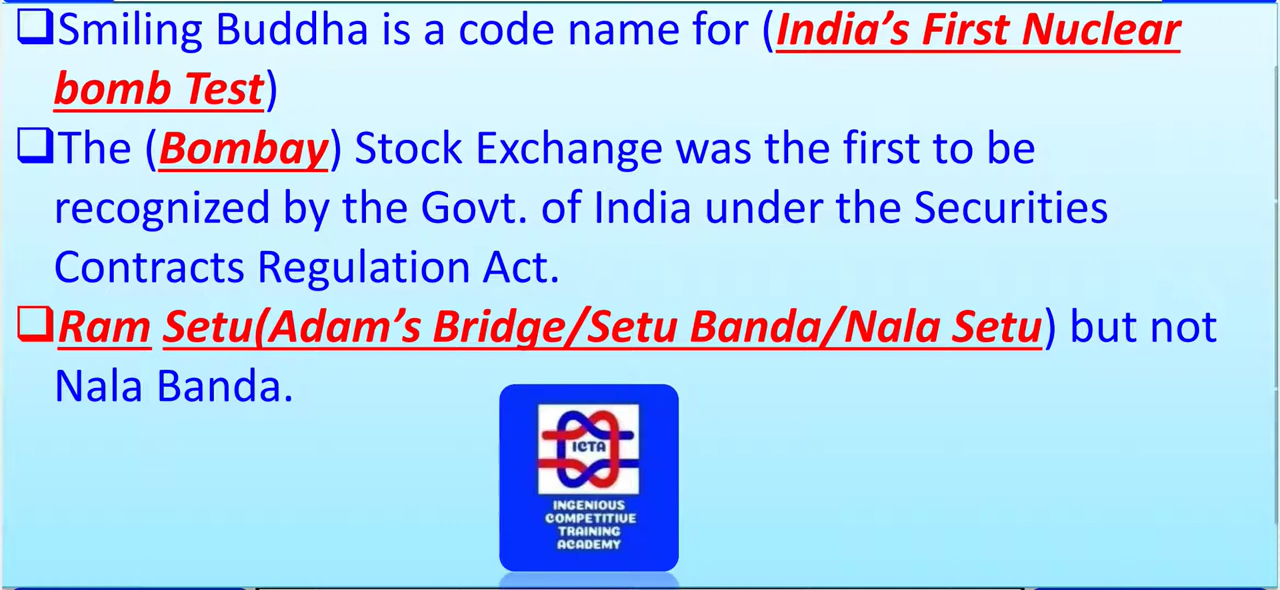 ❑Smiling Buddha is a code name for (India's First Nuclear
bomb Test)
❑The (Bombay) Stock Exchange was the first to be
recognized by the Govt. of India under the Securities
Contracts Regulation Act.
❑Ram Setu(Adam's Bridge/Setu Banda/Nala Setu) but not
Nala Banda.
ICTA
INGENIOUS
COMPETITIVE
TRAINING
ACADEMY